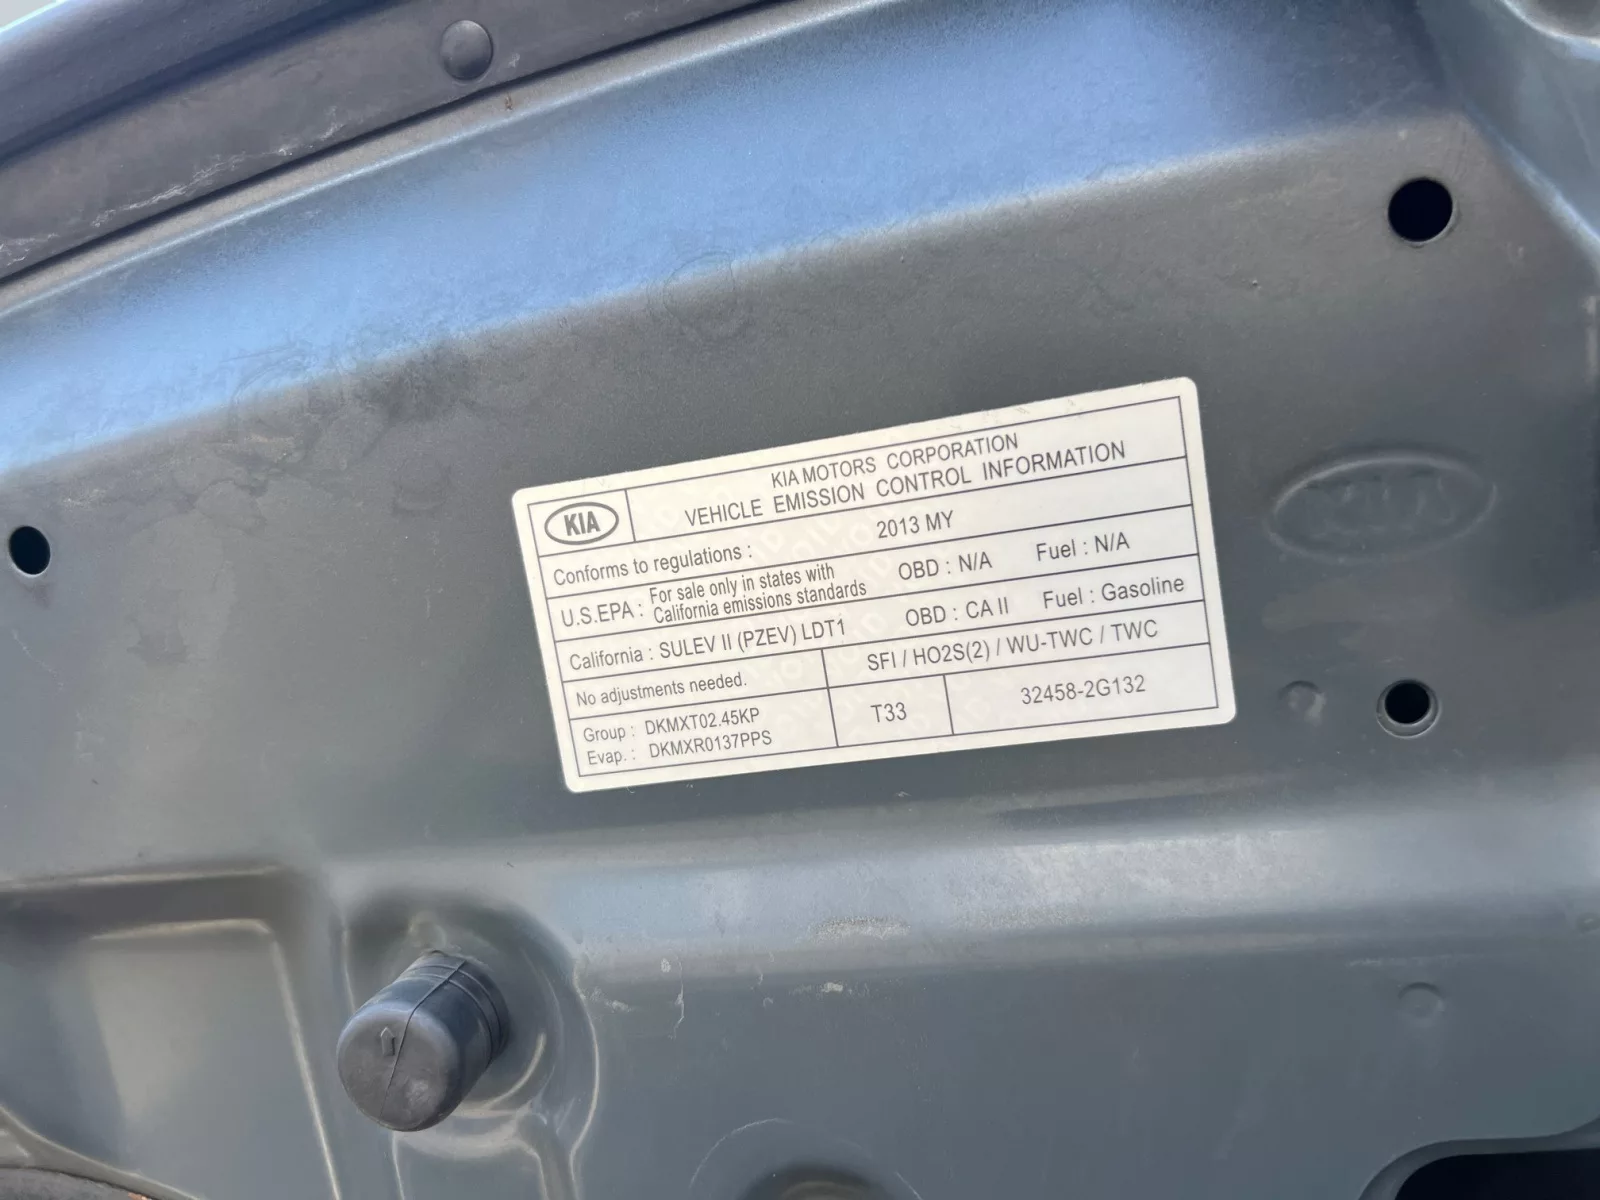 KIA
KIA MOTORS CORPORATION
VEHICLE EMISSION CONTROL INFORMATION
Conforms to regulations : 2013 MY
U.S.EPA : For sale only in states with
California emissions standards
OBD : N/A Fuel : N/A
California : SULEV II (PZEV) LDT1 OBD : CA II Fuel : Gasoline
No adjustments needed. SFI / HO2S(2) / WU-TWC / TWC
Group : DKMXT02.45KP
Evap. : DKMXR0137PPS
T33
32458-2G132
KIA